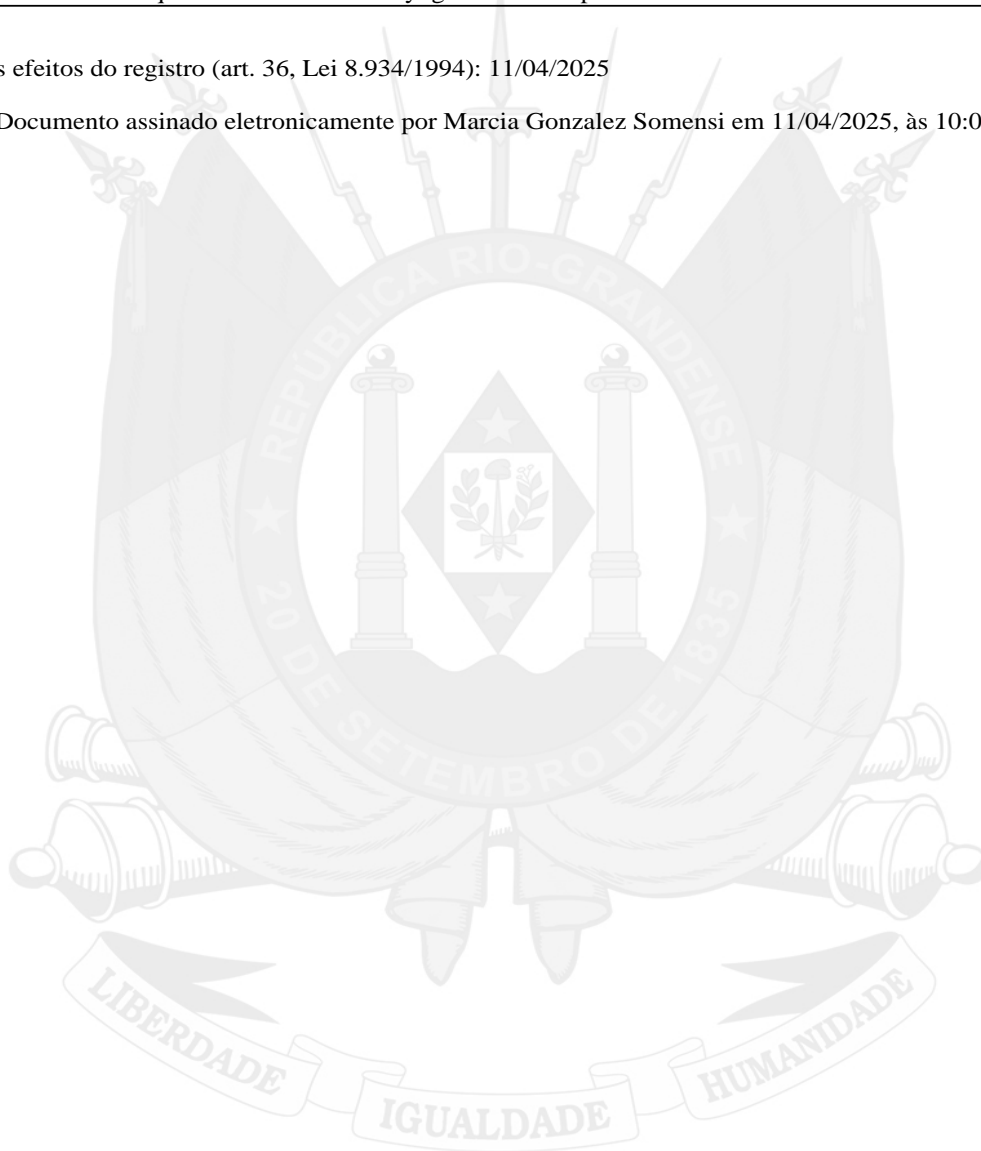 s efeitos do registro (art. 36, Lei 8.934/1994): 11/04/2025
Documento assinado eletronicamente por Marcia Gonzalez Somensi em 11/04/2025, às 10:0
REPÚBLICA RIO-GRANDENSE
20 DE SETEMBRO DE 1835
LIBERDADE
IGUALDADE
HUMANIDADE